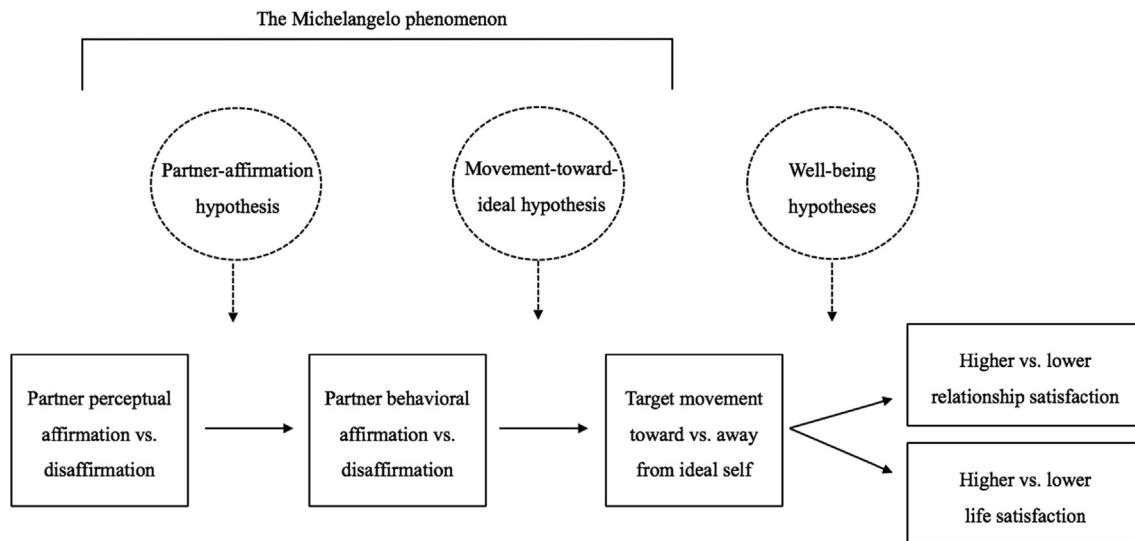 The Michelangelo phenomenon
Partner-affirmation
hypothesis
Movement-toward-
ideal hypothesis
Well-being
hypotheses
Partner perceptual
affirmation vs.
disaffirmation
Partner behavioral
affirmation vs.
disaffirmation
Target movement
toward vs. away
from ideal self
Higher vs. lower
relationship satisfaction
Higher vs. lower
life satisfaction